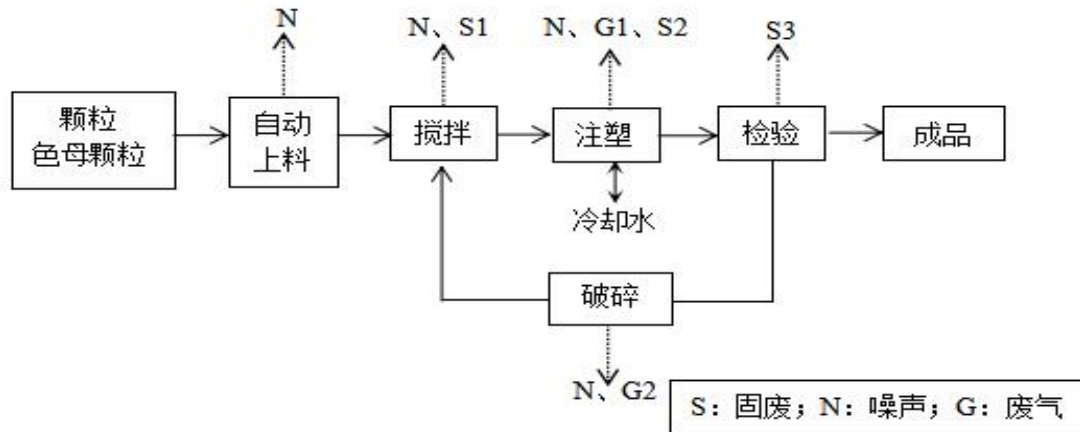 N
N、S1
N、G1、S2
S3
颗粒
色母颗粒
自动
上料
搅拌
注塑
检验
成品
冷却水
破碎
N、G2
S：固废；N：噪声；G：废气